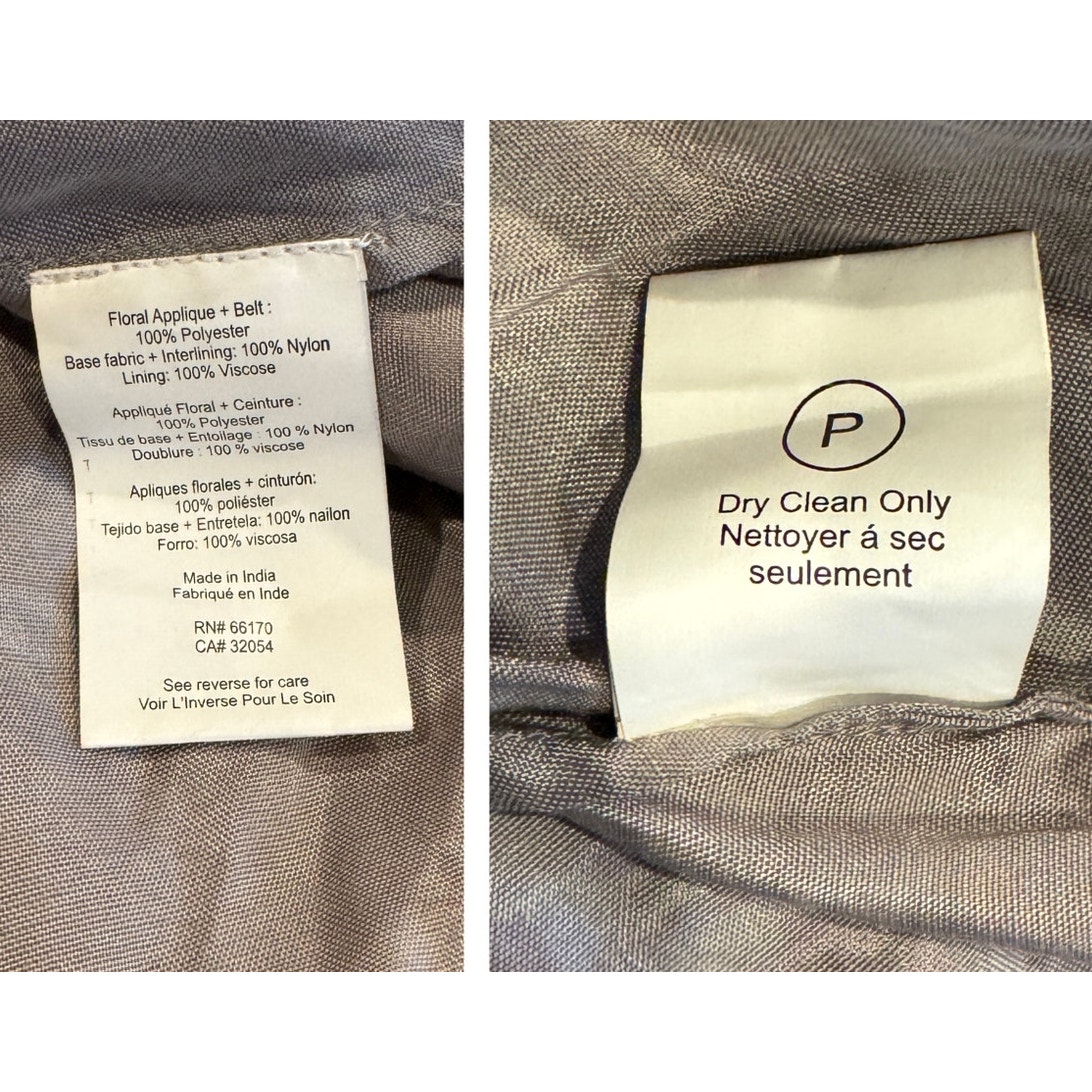 Floral Applique + Belt :
100% Polyester
Base fabric + Interlining: 100% Nylon
Lining: 100% Viscose
Appliqué Floral + Ceinture :
100% Polyester
Tissu de base + Entoilage : 100 % Nylon
Doublure : 100 % viscose
Apliques florales + cinturón:
100% poliéster
Tejido base + Entretela: 100% nailon
Forro: 100% viscosa
Made in India
Fabriqué en Inde
RN# 66170
CA# 32054
See reverse for care
Voir L'Inverse Pour Le Soin
P
Dry Clean Only
Nettoyer á sec
seulement